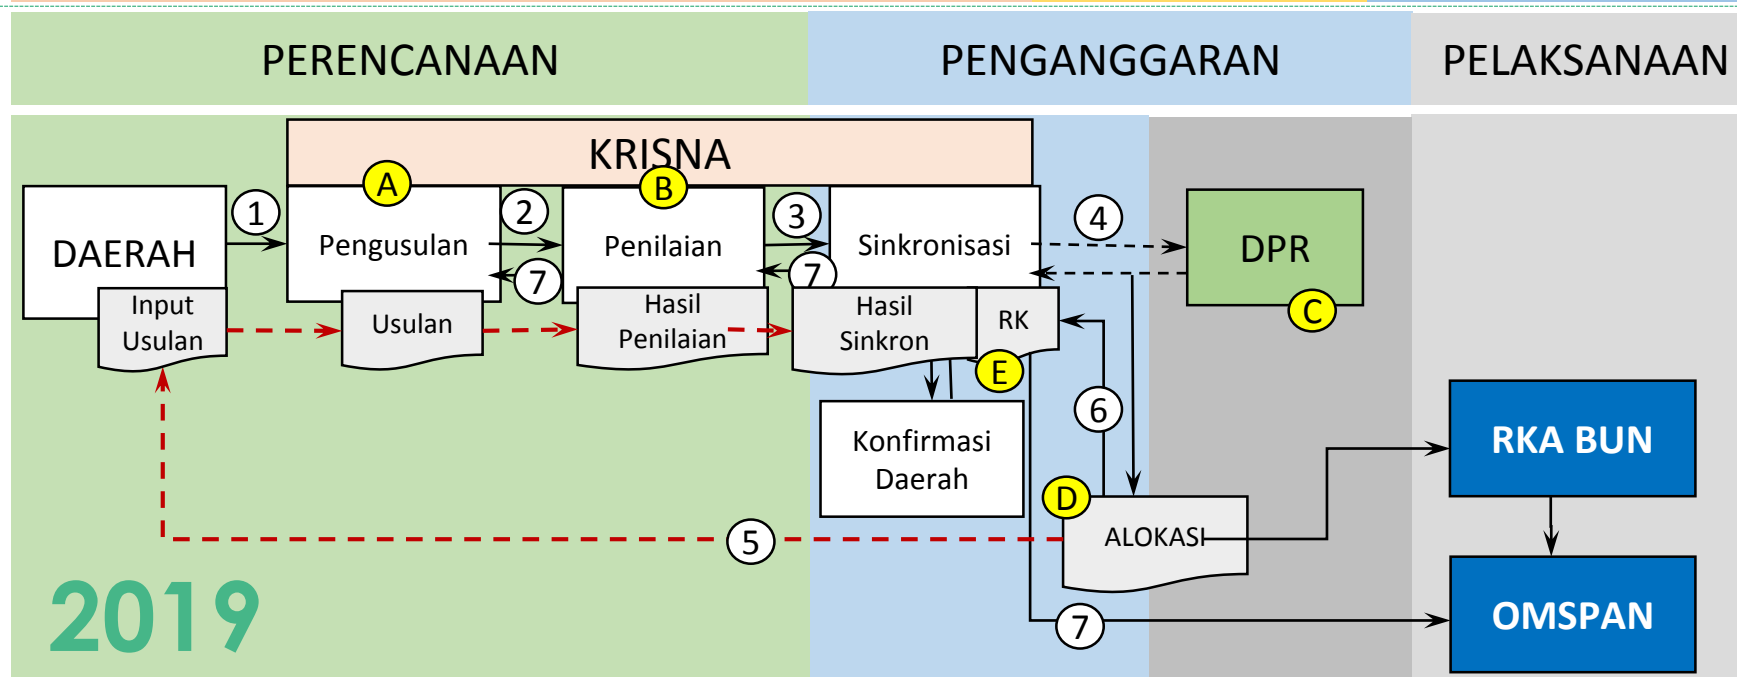 PERENCANAAN
PENGANGGARAN
PELAKSANAAN
KRISNA
A
B
DAERAH
1
Pengusulan
2
Penilaian
3
Sinkronisasi
4
DPR
7
7
C
Input
Usulan
Usulan
Hasil
Penilaian
Hasil
Sinkron
RK
E
6
Konfirmasi
Daerah
RKA BUN
D
ALOKASI
5
2019
7
OMSPAN